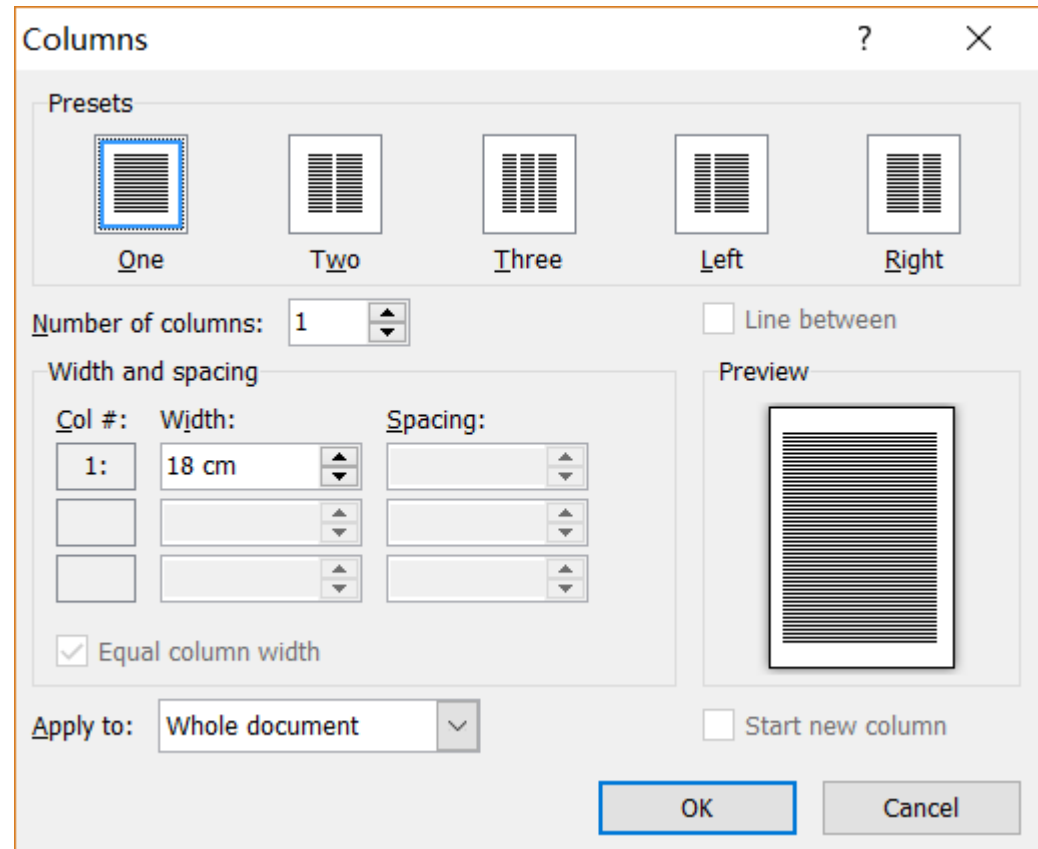 Columns ?
Presets
One Two Three Left Right
Number of columns: 1 Line between
Width and spacing Preview
Col #: Width: Spacing:
1: 18 cm
Equal column width
Apply to: Whole document Start new column
OK Cancel